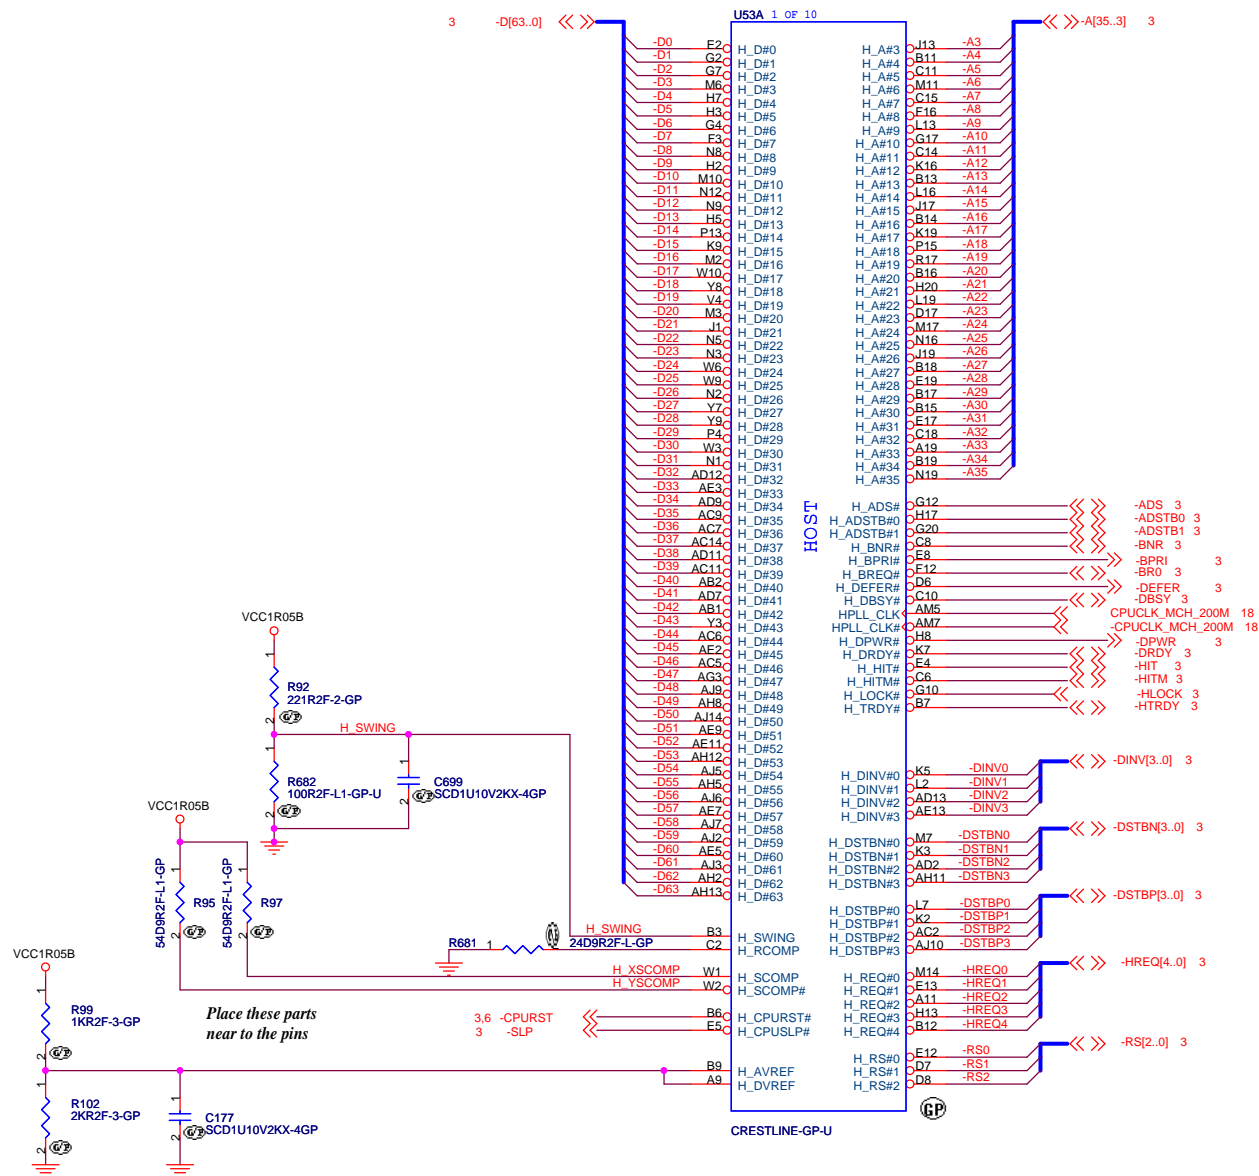 3 -D[63..0]
U53A 1 OF 10
-A[35..3] 3
-D0 E2 H_D#0 H_A#3 J13 -A3
-D1 G2 H_D#1 H_A#4 B11 -A4
-D2 G7 H_D#2 H_A#5 C11 -A5
-D3 M6 H_D#3 H_A#6 M11 -A6
-D4 H7 H_D#4 H_A#7 C15 -A7
-D5 H3 H_D#5 H_A#8 F16 -A8
-D6 G4 H_D#6 H_A#9 L13 -A9
-D7 F3 H_D#7 H_A#10 G17 -A10
-D8 N8 H_D#8 H_A#11 C14 -A11
-D9 H2 H_D#9 H_A#12 K16 -A12
-D10 M10 H_D#10 H_A#13 B13 -A13
-D11 N12 H_D#11 H_A#14 L16 -A14
-D12 N9 H_D#12 H_A#15 J17 -A15
-D13 H5 H_D#13 H_A#16 B14 -A16
-D14 P13 H_D#14 H_A#17 K19 -A17
-D15 K9 H_D#15 H_A#18 P15 -A18
-D16 M2 H_D#16 H_A#19 R17 -A19
-D17 W10 H_D#17 H_A#20 B16 -A20
-D18 Y8 H_D#18 H_A#21 H20 -A21
-D19 V4 H_D#19 H_A#22 L19 -A22
-D20 M3 H_D#20 H_A#23 D17 -A23
-D21 J1 H_D#21 H_A#24 M17 -A24
-D22 N5 H_D#22 H_A#25 N16 -A25
-D23 N3 H_D#23 H_A#26 J19 -A26
-D24 W6 H_D#24 H_A#27 B18 -A27
-D25 W9 H_D#25 H_A#28 E19 -A28
-D26 N2 H_D#26 H_A#29 B17 -A29
-D27 Y7 H_D#27 H_A#30 B15 -A30
-D28 Y9 H_D#28 H_A#31 E17 -A31
-D29 P4 H_D#29 H_A#32 C18 -A32
-D30 W3 H_D#30 H_A#33 A19 -A33
-D31 N1 H_D#31 H_A#34 B19 -A34
-D32 AD12 H_D#32 H_A#35 N19 -A35
-D33 AE3 H_D#33
-D34 AD9 H_D#34 H_ADS# G12 -ADS 3
-D35 AC9 H_D#35 H_ADSTB#0 H17 -ADSTB0 3
-D36 AC7 H_D#36 H_ADSTB#1 G20 -ADSTB1 3
-D37 AC14 H_D#37 H_BNR# C8 -BNR 3
-D38 AD11 H_D#38 H_BPRI# E8 -BPRI 3
-D39 AC11 H_D#39 H_BREQ# F12 -BR0 3
-D40 AB2 H_D#40 H_DEFER# D6 -DEFER 3
-D41 AD7 H_D#41 H_DBSY# C10 -DBSY 3
-D42 AB1 H_D#42 HPLL_CLK AM5 CPUCLK_MCH_200M 18
-D43 Y3 H_D#43 HPLL_CLK# AM7 -CPUCLK_MCH_200M 18
-D44 AC6 H_D#44 H_DPWR# H8 -DPWR 3
-D45 AE2 H_D#45 H_DRDY# K7 -DRDY 3
-D46 AC5 H_D#46 H_HIT# E4 -HIT 3
-D47 AG3 H_D#47 H_HITM# C6 -HITM 3
-D48 AJ9 H_D#48 H_LOCK# G10 -HLOCK 3
-D49 AH8 H_D#49 H_TRDY# B7 -HTRDY 3
-D50 AJ14 H_D#50
-D51 AE9 H_D#51
-D52 AE11 H_D#52
-D53 AH12 H_D#53
-D54 AJ5 H_D#54 H_DINV#0 K5 -DINV0 -DINV[3..0] 3
-D55 AH5 H_D#55 H_DINV#1 L2 -DINV1
-D56 AJ6 H_D#56 H_DINV#2 AD13 -DINV2
-D57 AE7 H_D#57 H_DINV#3 AE13 -DINV3
-D58 AJ7 H_D#58
-D59 AJ2 H_D#59 H_DSTBN#0 M7 -DSTBN0 -DSTBN[3..0] 3
-D60 AE5 H_D#60 H_DSTBN#1 K3 -DSTBN1
-D61 AJ3 H_D#61 H_DSTBN#2 AD2 -DSTBN2
-D62 AH2 H_D#62 H_DSTBN#3 AH11 -DSTBN3
-D63 AH13 H_D#63
H_DSTBP#0 L7 -DSTBP0 -DSTBP[3..0] 3
H_DSTBP#1 K2 -DSTBP1
H_DSTBP#2 AC2 -DSTBP2
H_DSTBP#3 AJ10 -DSTBP3
H_REQ#0 M14 -HREQ0 -HREQ[4..0] 3
H_REQ#1 E13 -HREQ1
H_REQ#2 A11 -HREQ2
H_REQ#3 H13 -HREQ3
H_REQ#4 B12 -HREQ4
H_RS#0 E12 -RS0 -RS[2..0] 3
H_RS#1 D7 -RS1
H_RS#2 D8 -RS2
HOST
VCC1R05B
1
R92
221R2F-2-GP
2 G/P
H_SWING
1
R682
100R2F-L1-GP-U
2 G/P
1
C699
2 G/P SCD1U10V2KX-4GP
VCC1R05B
1 1
54D9R2F-L1-GP R95 54D9R2F-L1-GP R97
2 G/P 2 G/P
H_SWING B3 H_SWING
R681 1 24D9R2F-L-GP C2 H_RCOMP
H_XSCOMP W1 H_SCOMP
H_YSCOMP W2 H_SCOMP#
3,6 -CPURST B6 H_CPURST#
3 -SLP E5 H_CPUSLP#
B9 H_AVREF
A9 H_DVREF
VCC1R05B
1
R99
1KR2F-3-GP
2 G/P
Place these parts
near to the pins
1
R102
2KR2F-3-GP
2 G/P
1
C177
2 G/P SCD1U10V2KX-4GP
GP
CRESTLINE-GP-U